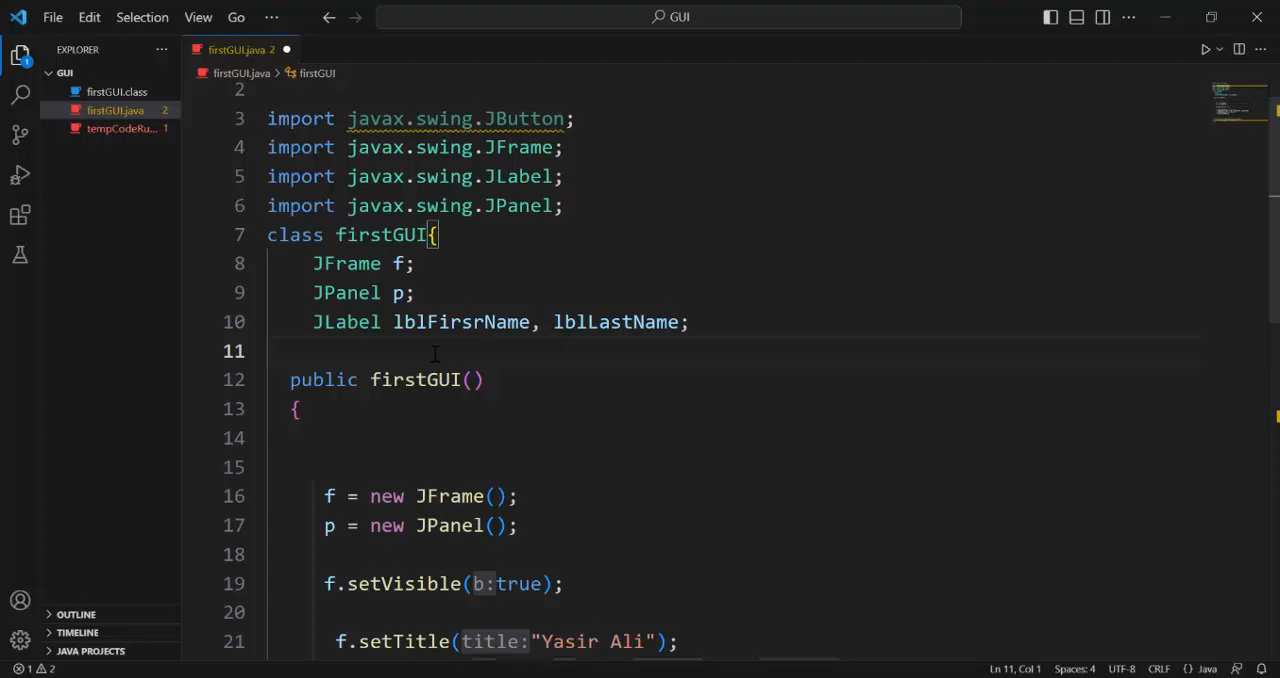 File Edit Selection View Go ··· GUI
EXPLORER ···
GUI
firstGUI.class
firstGUI.java 2
tempCodeRu... 1
OUTLINE
TIMELINE
JAVA PROJECTS
1
firstGUI.java 2
firstGUI.java > firstGUI
2
3 import javax.swing.JButton;
4 import javax.swing.JFrame;
5 import javax.swing.JLabel;
6 import javax.swing.JPanel;
7 class firstGUI{
8 JFrame f;
9 JPanel p;
10 JLabel lblFirsrName, lblLastName;
11
12 public firstGUI()
13 {
14
15
16 f = new JFrame();
17 p = new JPanel();
18
19 f.setVisible(b:true);
20
21 f.setTitle(title:"Yasir Ali");
1 2 Ln 11, Col 1 Spaces: 4 UTF-8 CRLF {} Java